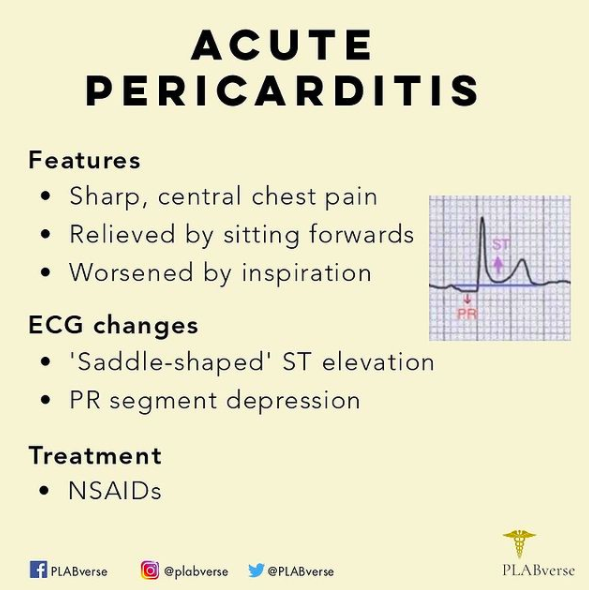 ACUTE
PERICARDITIS
Features
• Sharp, central chest pain
• Relieved by sitting forwards
• Worsened by inspiration
ST
PR
ECG changes
• 'Saddle-shaped' ST elevation
• PR segment depression
Treatment
• NSAIDs
PLABverse
@plabverse
@PLABverse
PLABverse